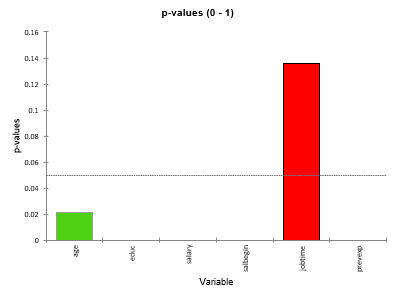 p-values (0 - 1)
0.16
0.14
0.12
0.1
0.08
0.06
0.04
0.02
0
p-values
age
educ
salary
salbegin
jobtime
prevexp
Variable